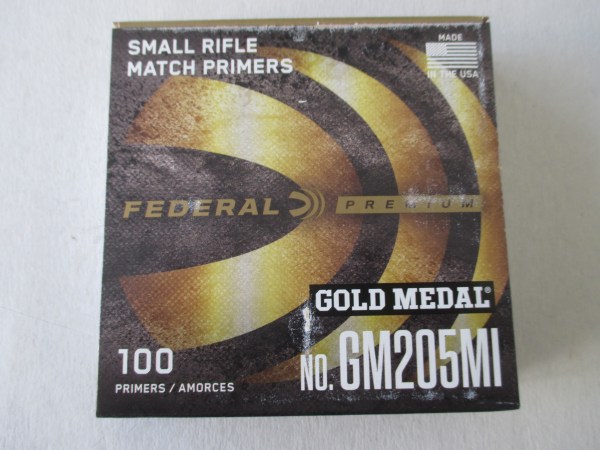 SMALL RIFLE
MATCH PRIMERS
MADE
IN THE USA
FEDERAL PREMIUM
GOLD MEDAL®
100
PRIMERS / AMORCES
NO. GM205MI